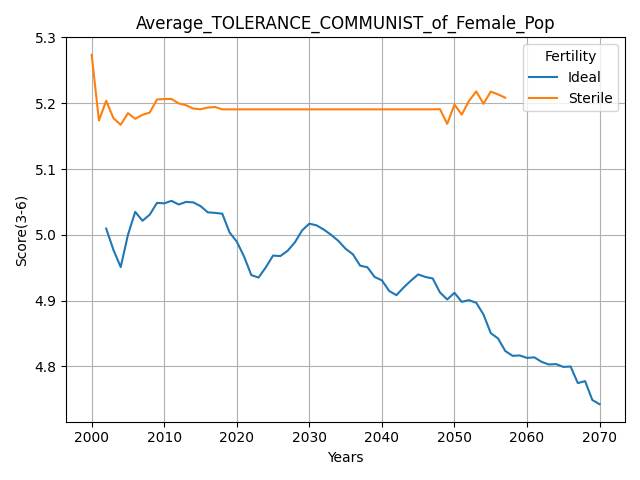 Average_TOLERANCE_COMMUNIST_of_Female_Pop
Fertility
Ideal
Sterile
Score(3-6)
5.3
5.2
5.1
5.0
4.9
4.8
2000 2010 2020 2030 2040 2050 2060 2070
Years